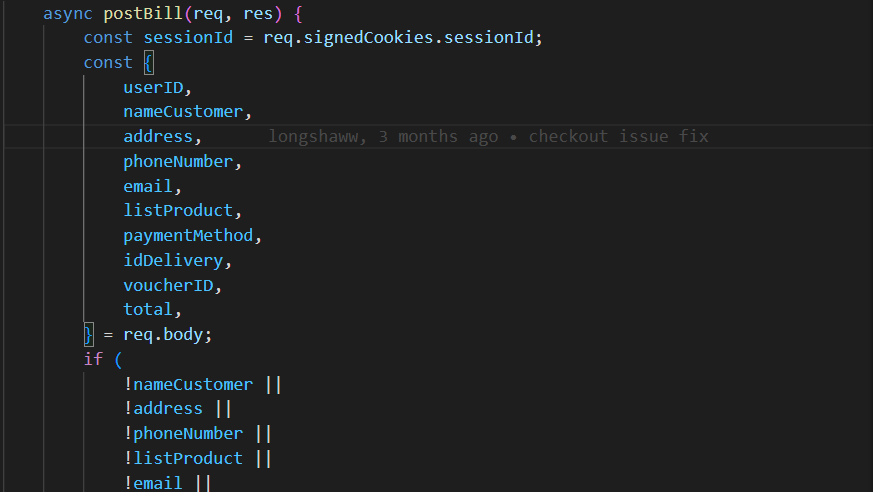 async postBill(req, res) {
const sessionId = req.signedCookies.sessionId;
const {
userID,
nameCustomer,
address, longshaww, 3 months ago • checkout issue fix
phoneNumber,
email,
listProduct,
paymentMethod,
idDelivery,
voucherID,
total,
} = req.body;
if (
!nameCustomer ||
!address ||
!phoneNumber ||
!listProduct ||
!email ||